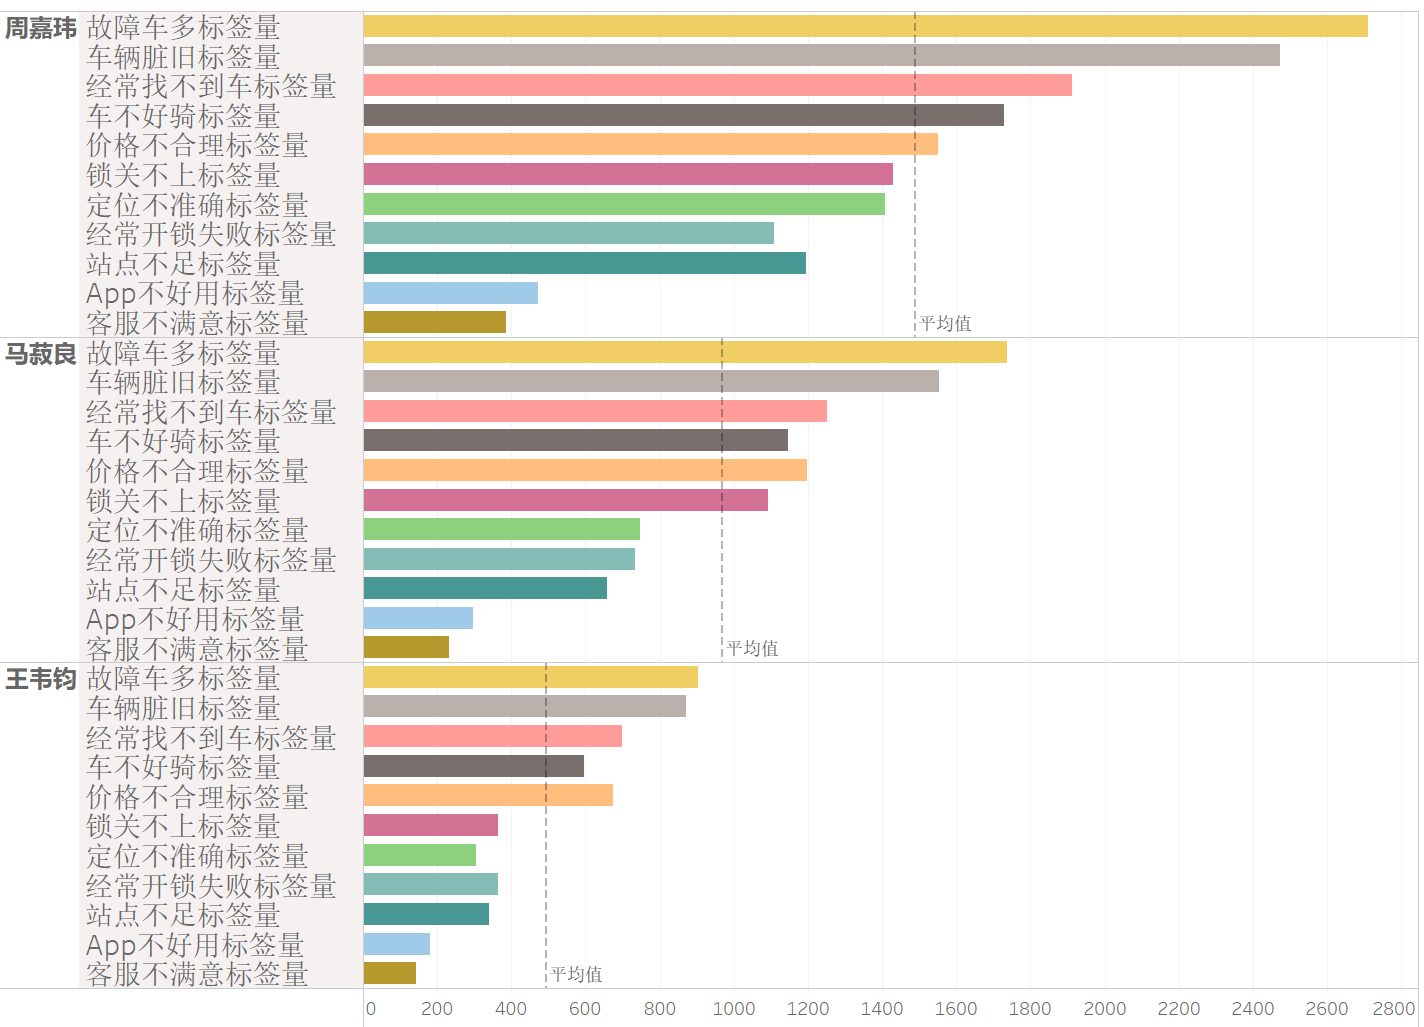 周嘉玮 故障车多标签量
车辆脏旧标签量
经常找不到车标签量
车不好骑标签量
价格不合理标签量
锁关不上标签量
定位不准确标签量
经常开锁失败标签量
站点不足标签量
App不好用标签量
客服不满意标签量
平均值
马菽良 故障车多标签量
车辆脏旧标签量
经常找不到车标签量
车不好骑标签量
价格不合理标签量
锁关不上标签量
定位不准确标签量
经常开锁失败标签量
站点不足标签量
App不好用标签量
客服不满意标签量
平均值
王韦钧 故障车多标签量
车辆脏旧标签量
经常找不到车标签量
车不好骑标签量
价格不合理标签量
锁关不上标签量
定位不准确标签量
经常开锁失败标签量
站点不足标签量
App不好用标签量
客服不满意标签量
平均值
0 200 400 600 800 1000 1200 1400 1600 1800 2000 2200 2400 2600 2800